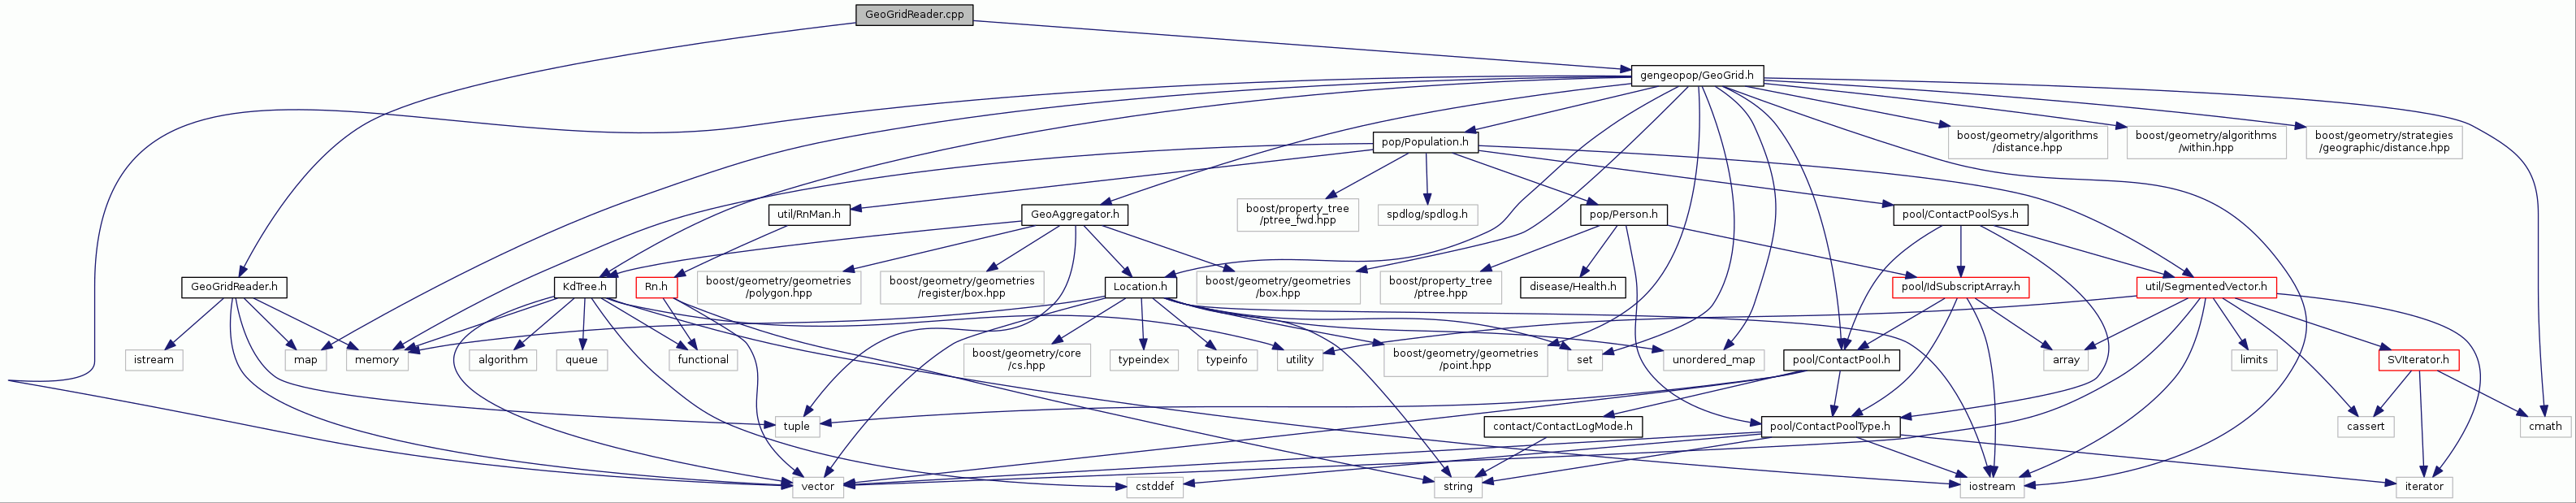 GeoGridReader.cpp
gengeopop/GeoGrid.h
pop/Population.h
boost/geometry/algorithms
/distance.hpp
boost/geometry/algorithms
/within.hpp
boost/geometry/strategies
/geographic/distance.hpp
util/RnMan.h
GeoAggregator.h
boost/property_tree
/ptree_fwd.hpp
spdlog/spdlog.h
pop/Person.h
pool/ContactPoolSys.h
GeoGridReader.h
KdTree.h
Rn.h
boost/geometry/geometries
/polygon.hpp
boost/geometry/geometries
/register/box.hpp
Location.h
boost/geometry/geometries
/box.hpp
boost/property_tree
/ptree.hpp
disease/Health.h
pool/IdSubscriptArray.h
util/SegmentedVector.h
istream
map
memory
algorithm
queue
functional
boost/geometry/core
/cs.hpp
typeindex
typeinfo
utility
boost/geometry/geometries
/point.hpp
set
unordered_map
pool/ContactPool.h
array
limits
SVIterator.h
tuple
contact/ContactLogMode.h
pool/ContactPoolType.h
cassert
cmath
vector
cstddef
string
iostream
iterator